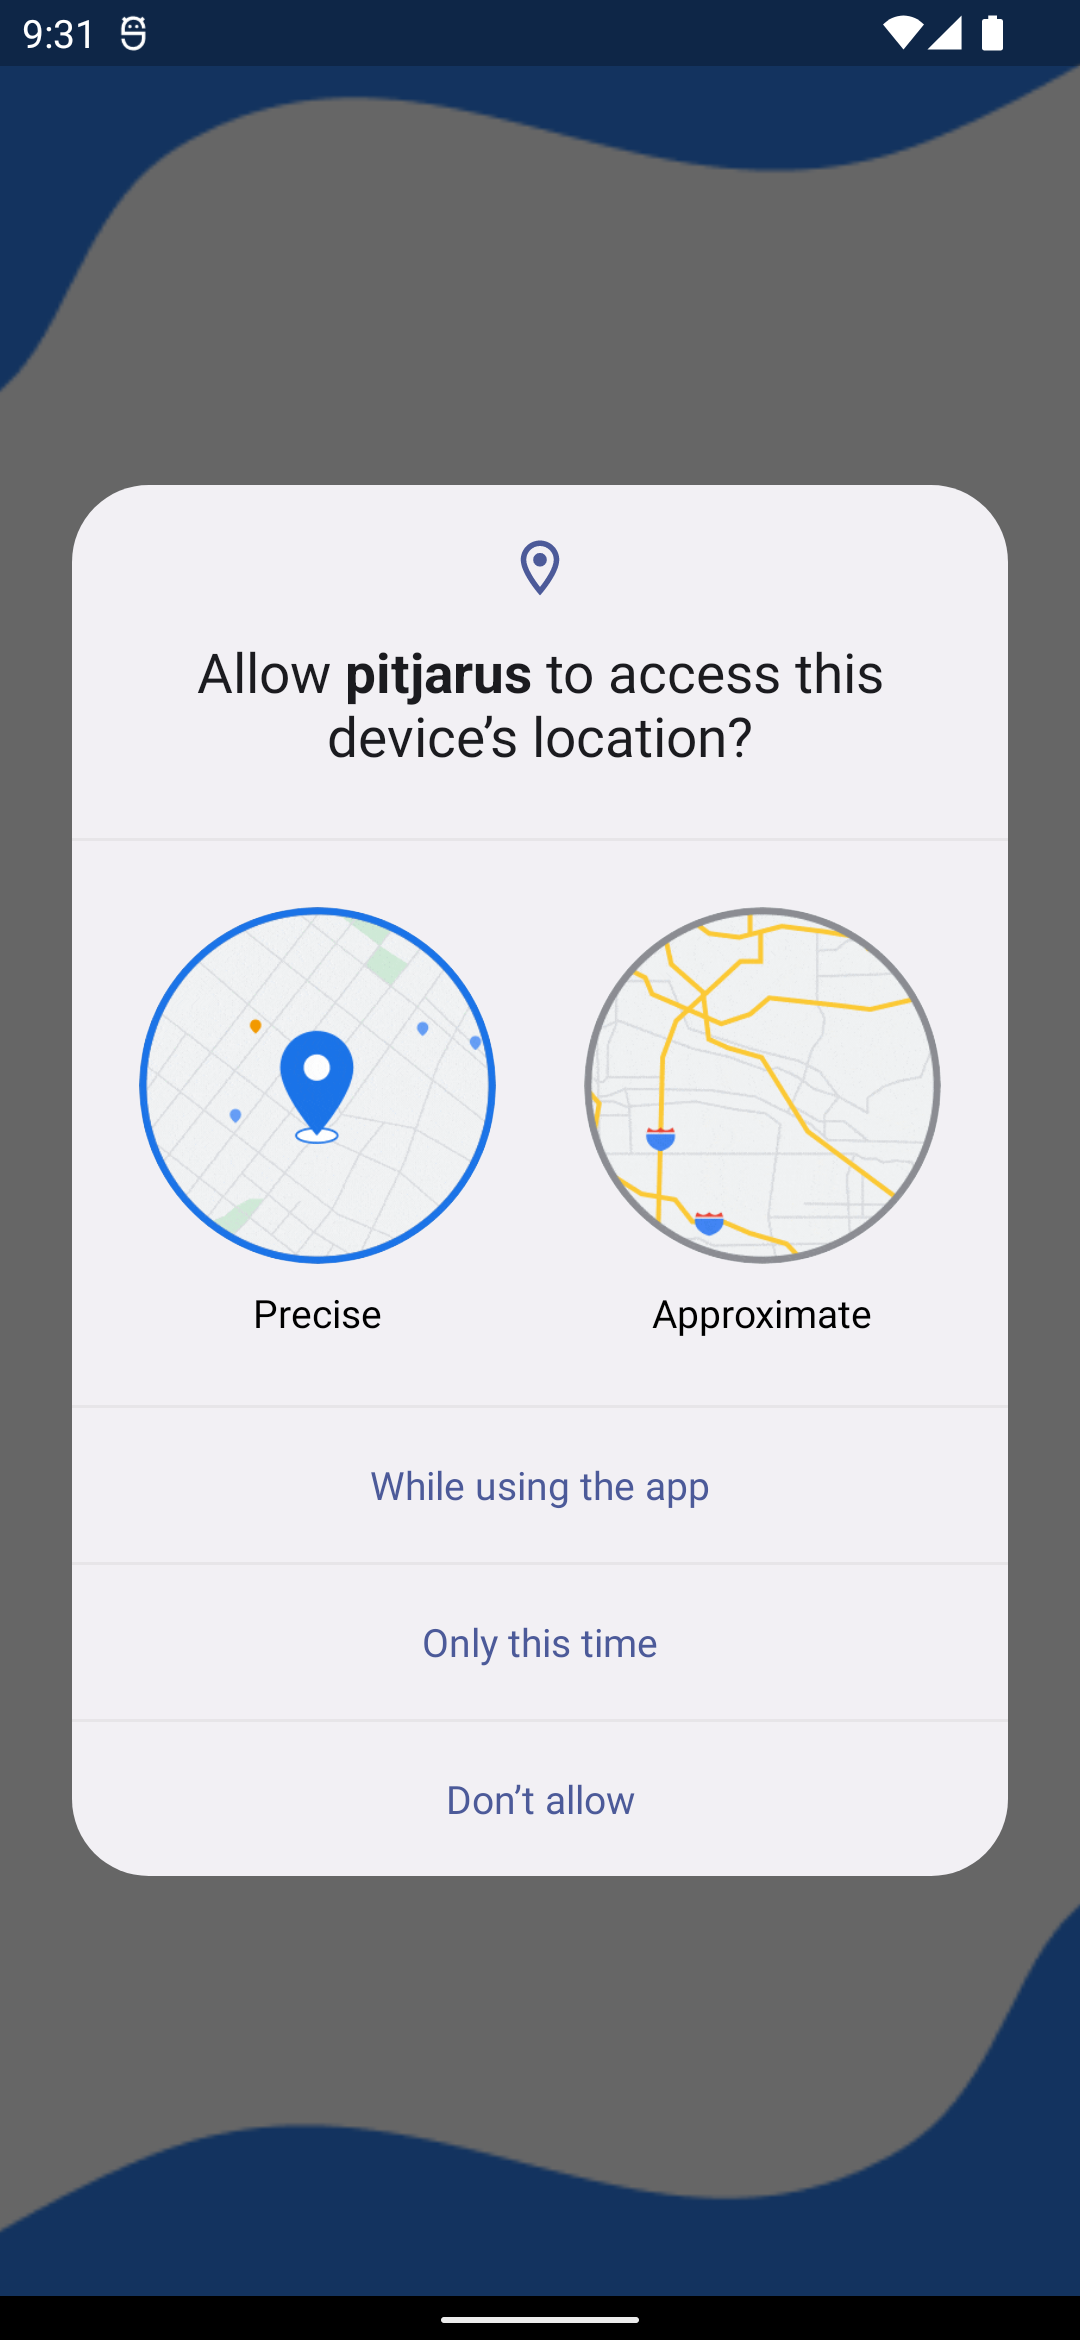 9:31
Allow pitjarus to access this
device’s location?
Precise
Approximate
While using the app
Only this time
Don’t allow